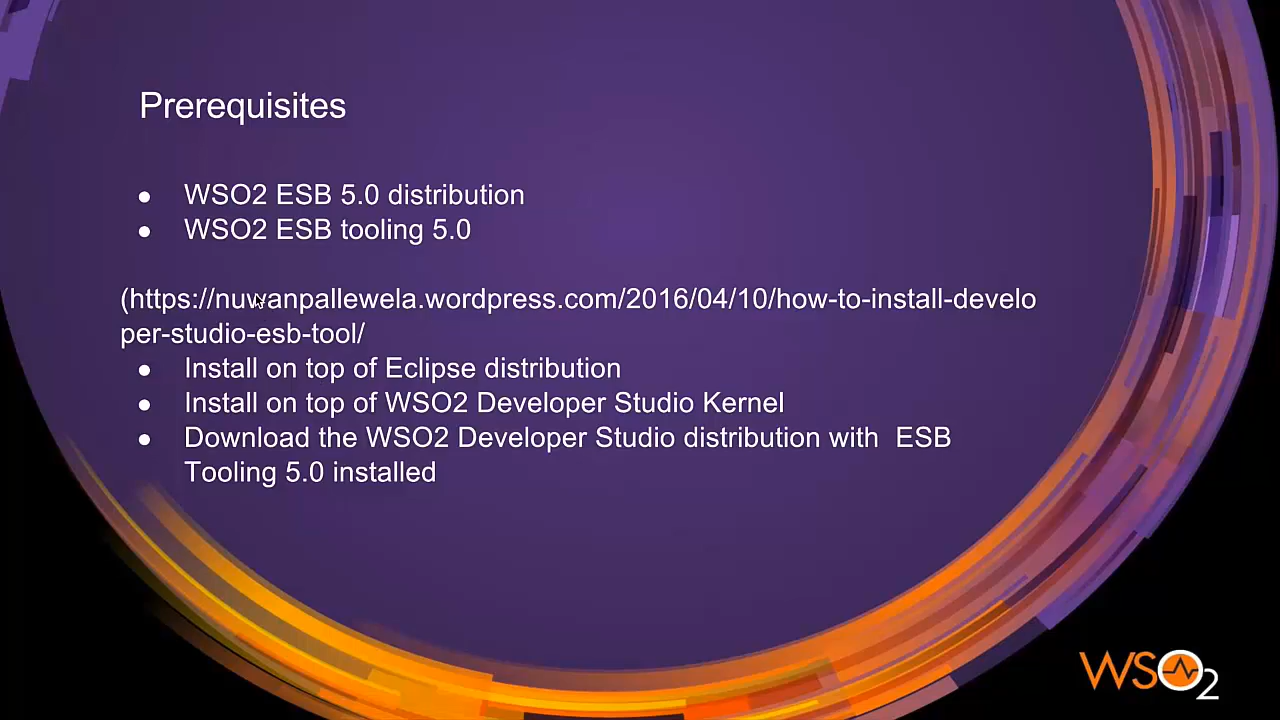 Prerequisites
● WSO2 ESB 5.0 distribution
● WSO2 ESB tooling 5.0
(https://nuwanpallewela.wordpress.com/2016/04/10/how-to-install-develo
per-studio-esb-tool/
● Install on top of Eclipse distribution
● Install on top of WSO2 Developer Studio Kernel
● Download the WSO2 Developer Studio distribution with  ESB
Tooling 5.0 installed
WSO2